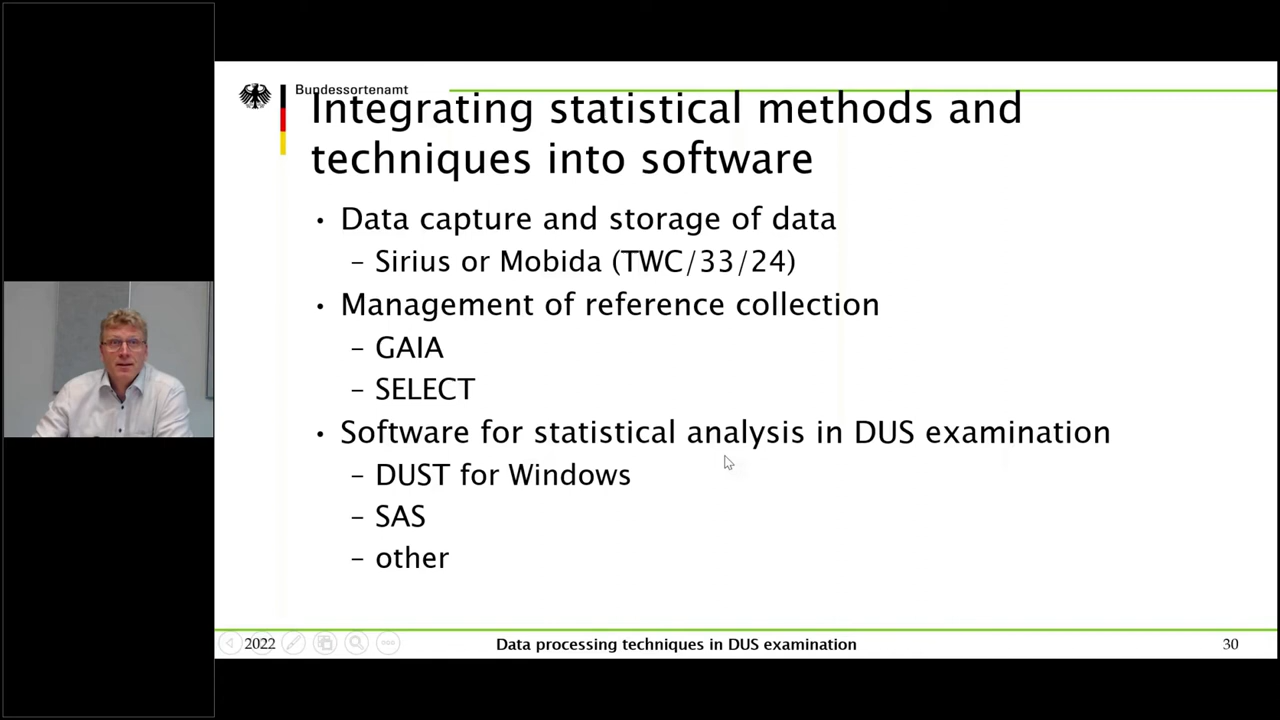 Bundessortenamt
Integrating statistical methods and
techniques into software
• Data capture and storage of data
– Sirius or Mobida (TWC/33/24)
• Management of reference collection
– GAIA
– SELECT
• Software for statistical analysis in DUS examination
– DUST for Windows
– SAS
– other
2022
Data processing techniques in DUS examination
30